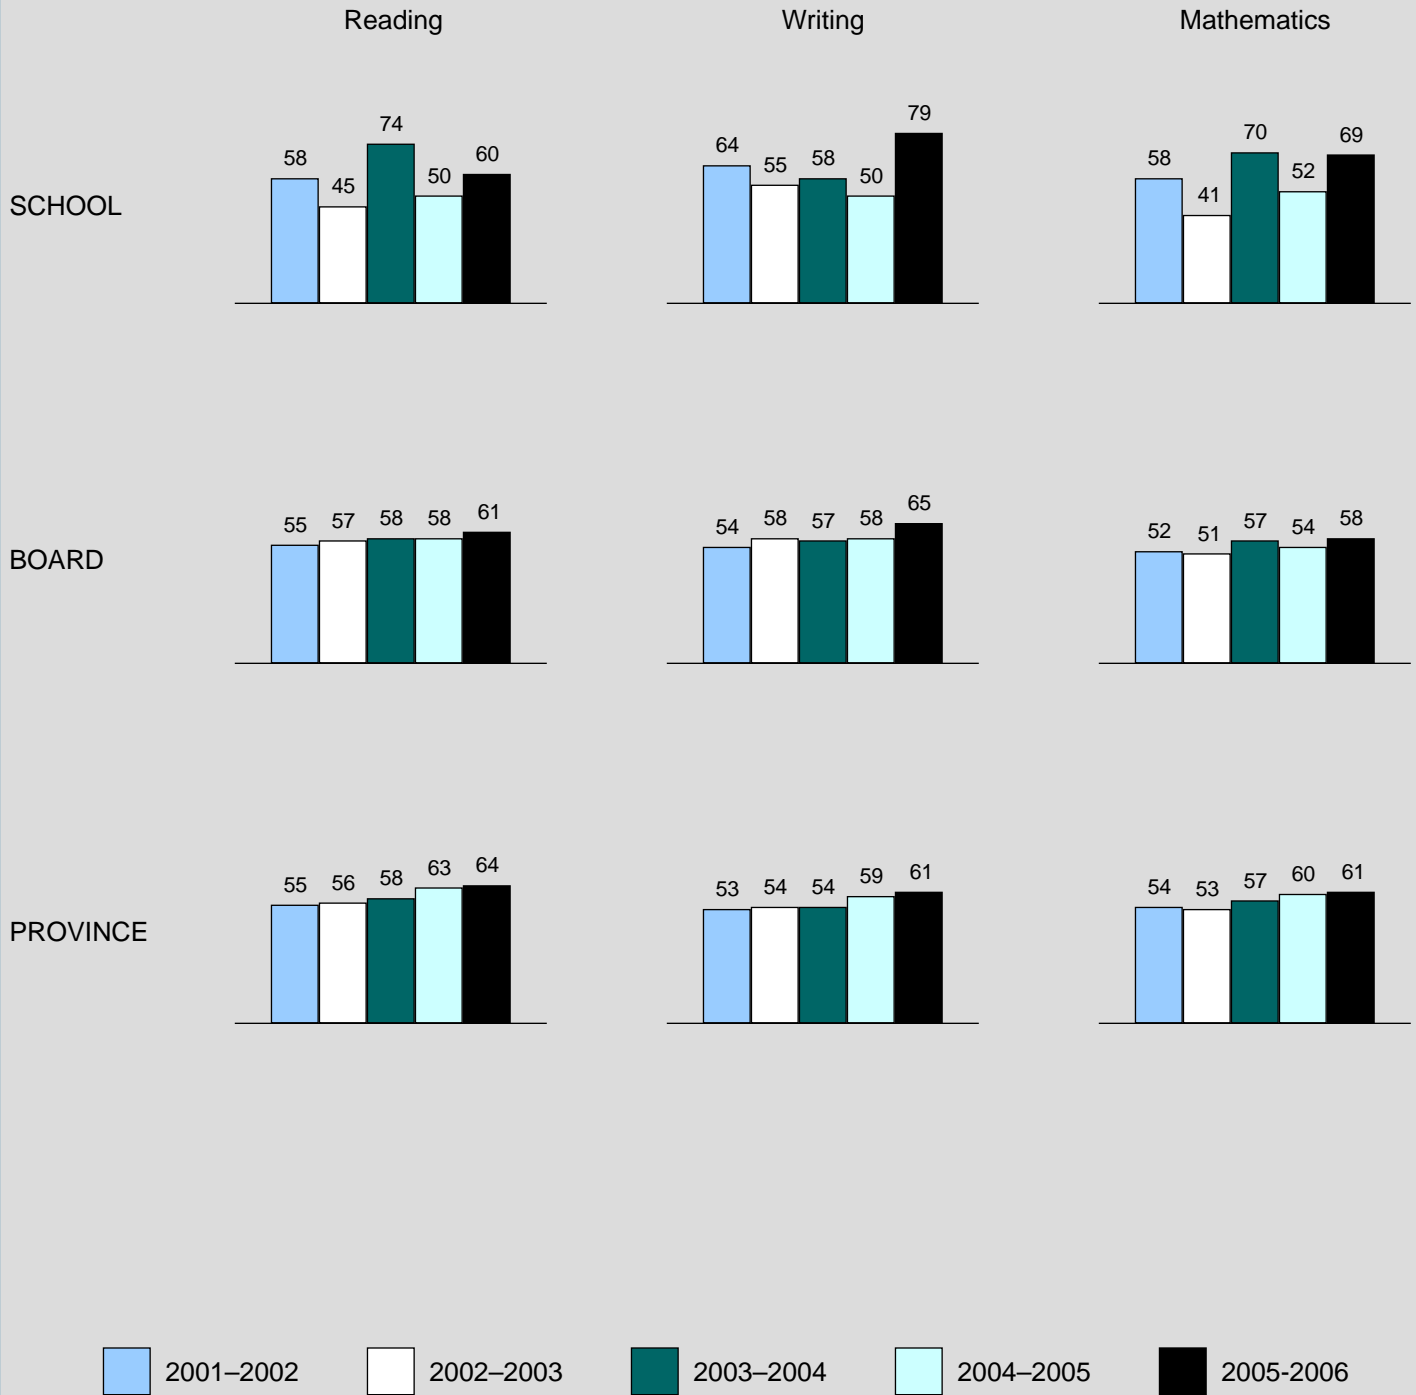 Reading Writing Mathematics
SCHOOL
58 45 74 50 60
64 55 58 50 79
58 41 70 52 69
BOARD
55 57 58 58 61
54 58 57 58 65
52 51 57 54 58
PROVINCE
55 56 58 63 64
53 54 54 59 61
54 53 57 60 61
2001–2002 2002–2003 2003–2004 2004–2005 2005-2006